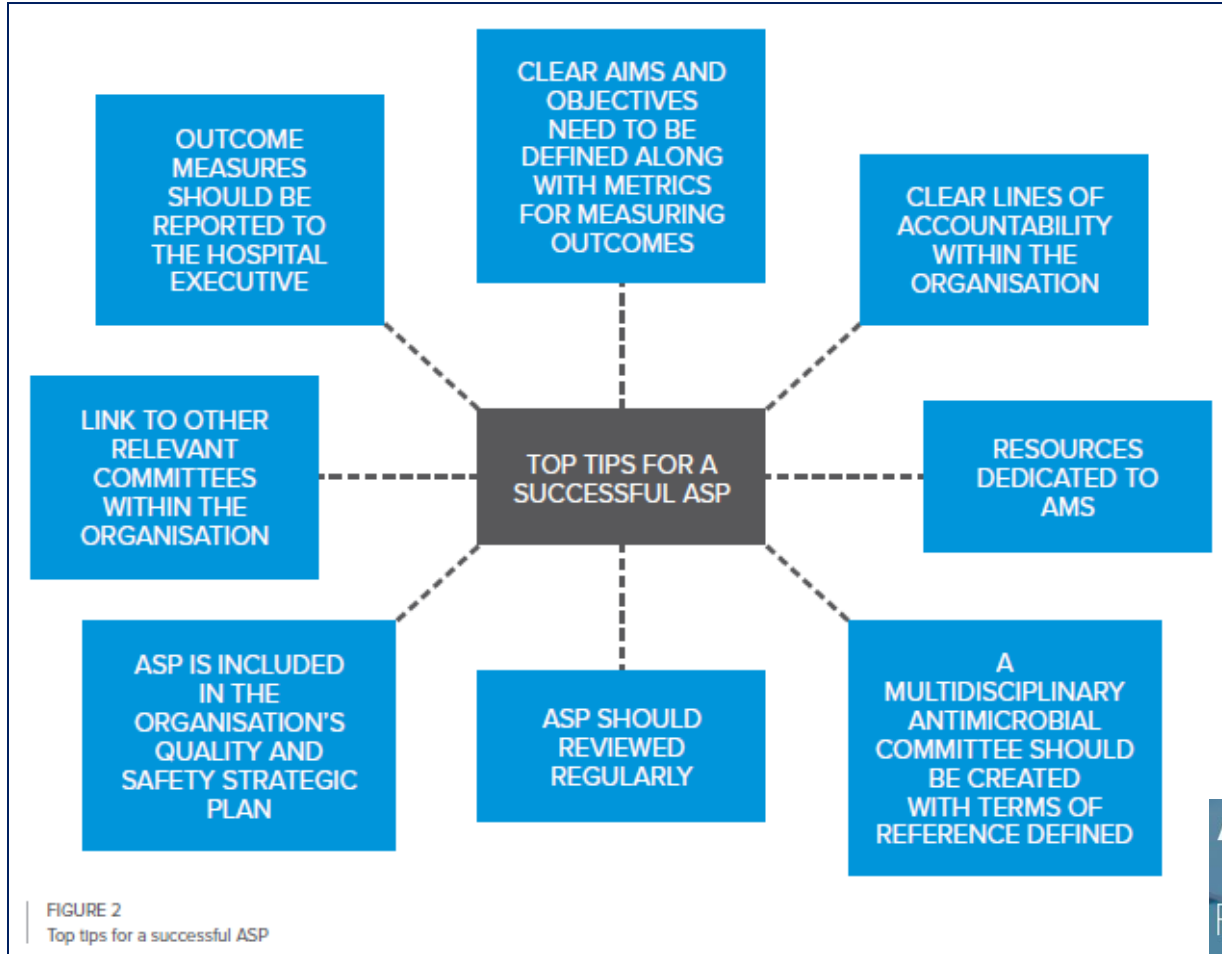 CLEAR AIMS AND
OBJECTIVES
NEED TO BE
DEFINED ALONG
WITH METRICS
FOR MEASURING
OUTCOMES
OUTCOME
MEASURES
SHOULD BE
REPORTED TO
THE HOSPITAL
EXECUTIVE
CLEAR LINES OF
ACCOUNTABILITY
WITHIN THE
ORGANISATION
LINK TO OTHER
RELEVANT
COMMITTEES
WITHIN THE
ORGANISATION
TOP TIPS FOR A
SUCCESSFUL ASP
RESOURCES
DEDICATED TO
AMS
ASP IS INCLUDED
IN THE
ORGANISATION'S
QUALITY AND
SAFETY STRATEGIC
PLAN
ASP SHOULD
REVIEWED
REGULARLY
A
MULTIDISCIPLINARY
ANTIMICROBIAL
COMMITTEE SHOULD
BE CREATED
WITH TERMS OF
REFERENCE DEFINED
FIGURE 2
Top tips for a successful ASP